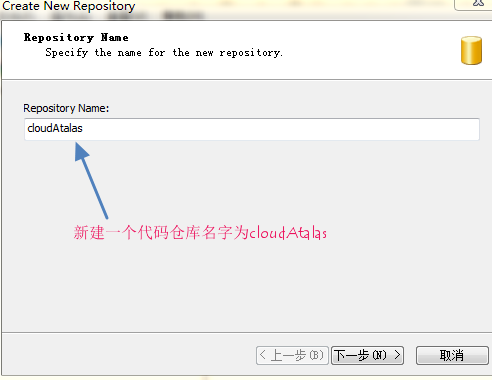 Create New Repository
Repository Name
Specify the name for the new repository.
Repository Name:
cloudAtalas
新建一个代码仓库名字为cloudAtalas
< 上一步(B) 下一步(N) > 取消